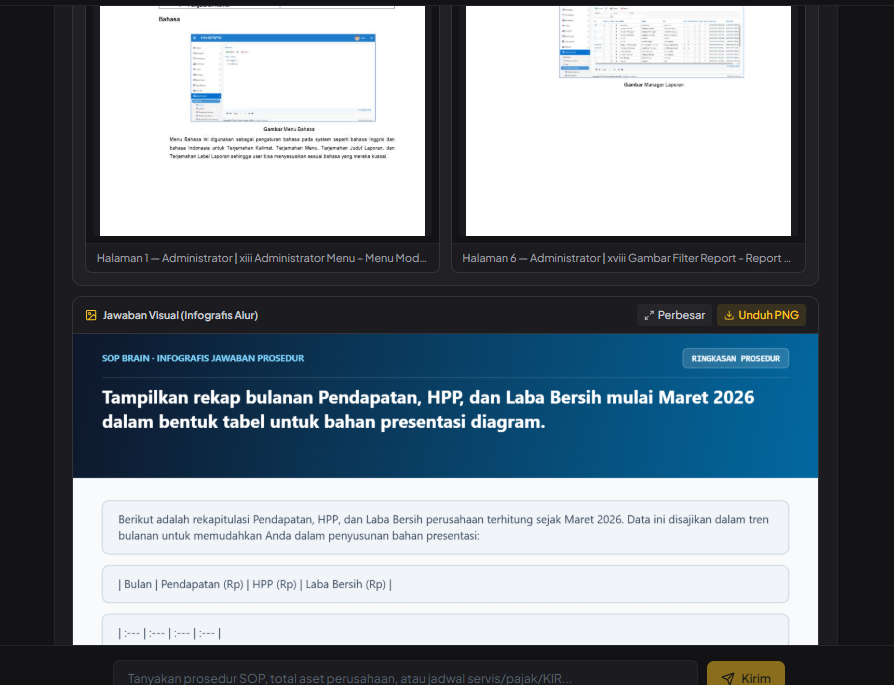 Bahasa
Gambar Menu Bahasa
Menu Bahasa ini digunakan sebagai pengaturan bahasa pada system seperti bahasa Inggris dan
bahasa Indonesia untuk Terjemahan Kalimat, Terjemahan Menu, Terjemahan Judul Laporan, dan
Terjemahan Label Laporan sehingga user bisa menyesuaikan sesuai bahasa yang mereka kuasai.
Gambar Manager Laporan
Halaman 1 — Administrator | xiii Administrator Menu – Menu Mod...
Halaman 6 — Administrator | xviii Gambar Filter Report - Report ...
Jawaban Visual (Infografis Alur)
Perbesar
Unduh PNG
SOP BRAIN · INFOGRAFIS JAWABAN PROSEDUR
RINGKASAN PROSEDUR
Tampilkan rekap bulanan Pendapatan, HPP, dan Laba Bersih mulai Maret 2026
dalam bentuk tabel untuk bahan presentasi diagram.
Berikut adalah rekapitulasi Pendapatan, HPP, dan Laba Bersih perusahaan terhitung sejak Maret 2026. Data ini disajikan dalam tren
bulanan untuk memudahkan Anda dalam penyusunan bahan presentasi:
| Bulan | Pendapatan (Rp) | HPP (Rp) | Laba Bersih (Rp) |
| :--- | :--- | :--- | :--- |
Tanyakan prosedur SOP, total aset perusahaan, atau jadwal servis/pajak/KIR...
Kirim